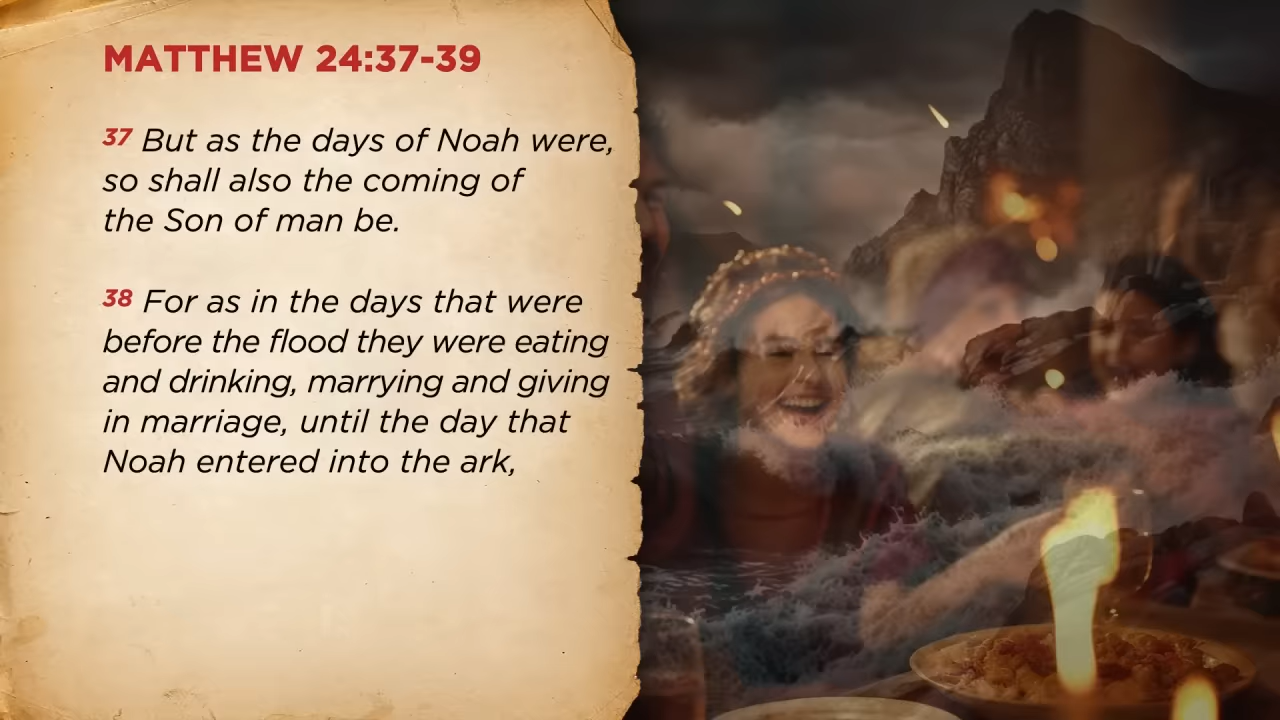 MATTHEW 24:37-39
37 But as the days of Noah were,
so shall also the coming of
the Son of man be.
38 For as in the days that were
before the flood they were eating
and drinking, marrying and giving
in marriage, until the day that
Noah entered into the ark,